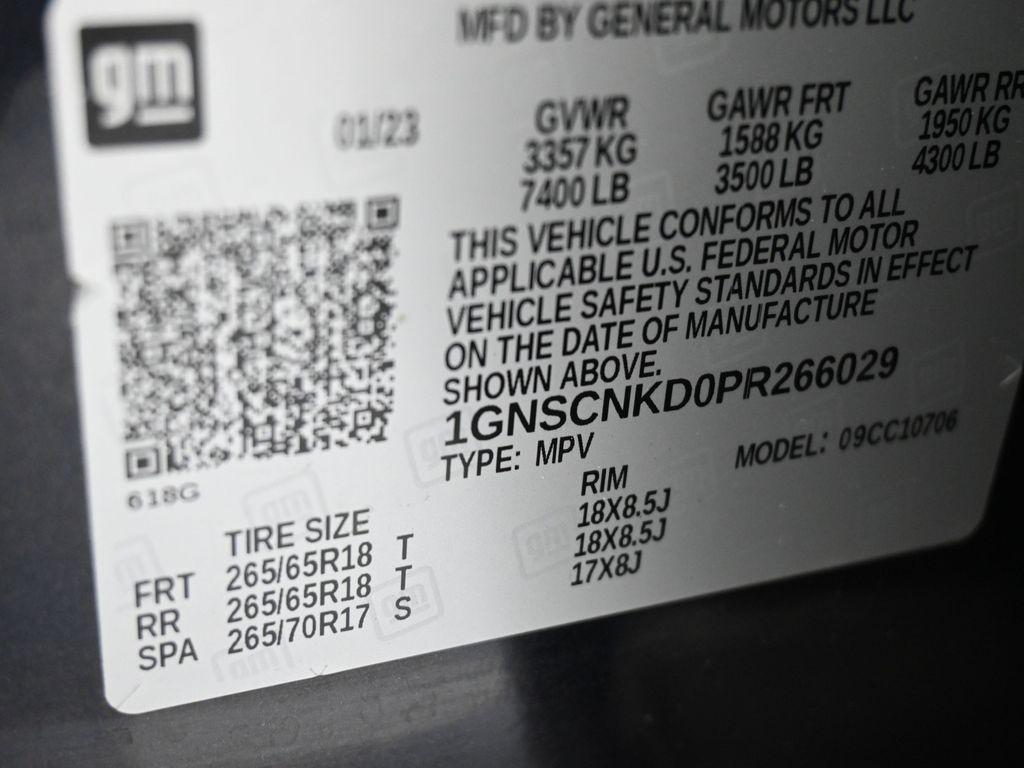 gm
MFD BY GENERAL MOTORS LLC
01/23
GVWR GAWR FRT GAWR RR
3357 KG 1588 KG 1950 KG
7400 LB 3500 LB 4300 LB
THIS VEHICLE CONFORMS TO ALL
APPLICABLE U.S. FEDERAL MOTOR
VEHICLE SAFETY STANDARDS IN EFFECT
ON THE DATE OF MANUFACTURE
SHOWN ABOVE.
1GNSCNKD0PR266029
TYPE: MPV MODEL: 09CC10706
618G
TIRE SIZE RIM
FRT 265/65R18 T 18X8.5J
RR 265/65R18 T 18X8.5J
SPA 265/70R17 S 17X8J